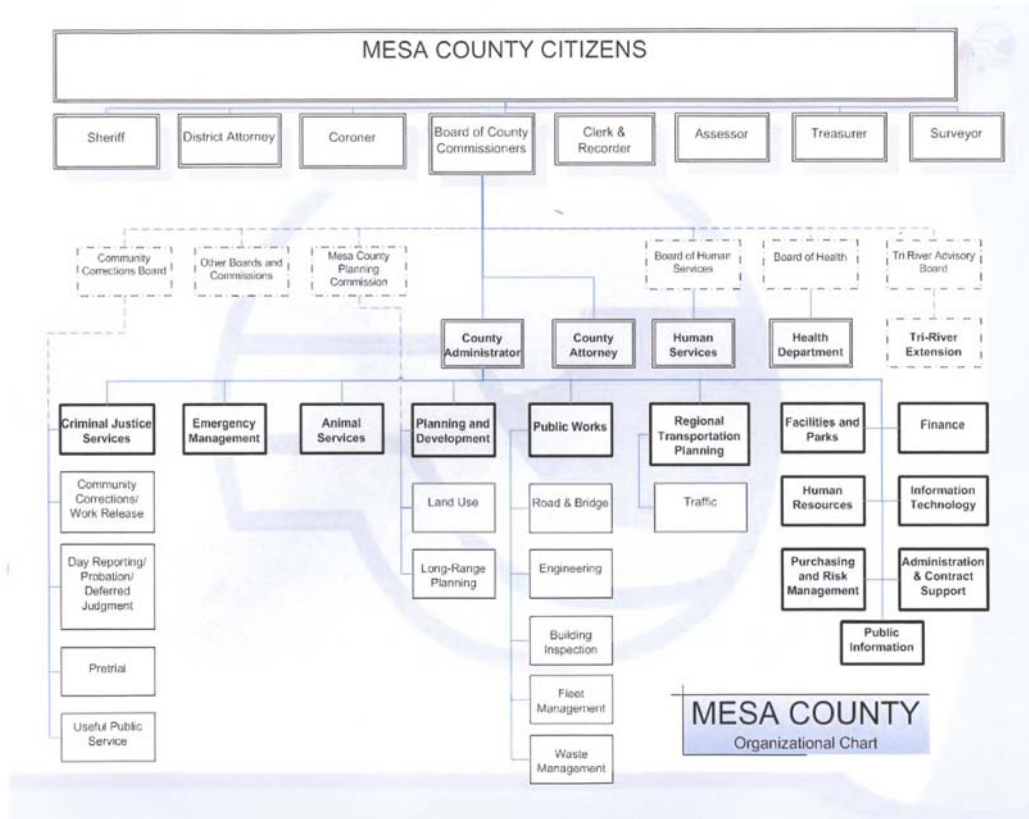 MESA COUNTY CITIZENS
Sheriff
District Attorney
Coroner
Board of County
Commissioners
Clerk &
Recorder
Assessor
Treasurer
Surveyor
Community
Corrections Board
Other Boards and
Commissions
Mesa County
Planning
Commission
Board of Human
Services
Board of Health
Tri River Advisory
Board
County
Administrator
County
Attorney
Human
Services
Health
Department
Tri-River
Extension
Criminal Justice
Services
Emergency
Management
Animal
Services
Planning and
Development
Public Works
Regional
Transportation
Planning
Facilities and
Parks
Finance
Community
Corrections/
Work Release
Land Use
Road & Bridge
Traffic
Human
Resources
Information
Technology
Day Reporting/
Probation/
Deferred
Judgment
Long-Range
Planning
Engineering
Purchasing
and Risk
Management
Administration
& Contract
Support
Building
Inspection
Public
Information
Pretrial
Fleet
Management
Useful Public
Service
Waste
Management
MESA COUNTY
Organizational Chart